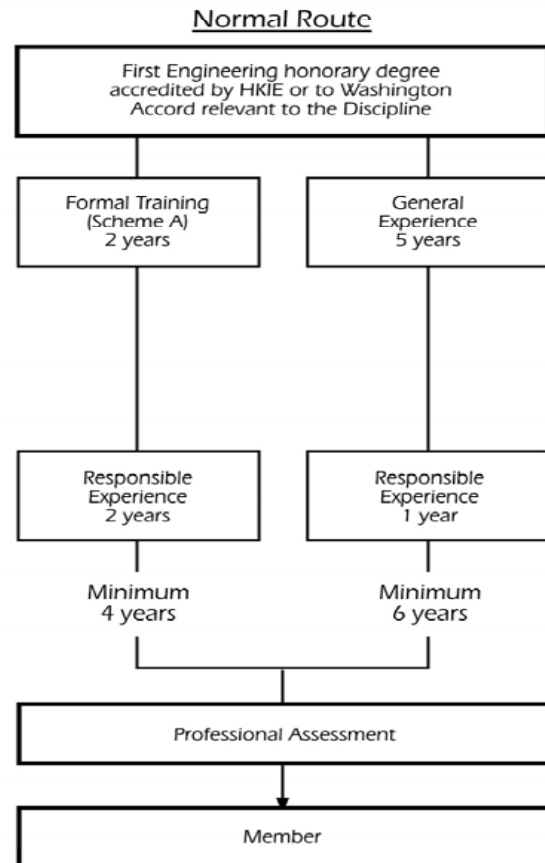 Normal Route
First Engineering honorary degree
accredited by HKIE or to Washington
Accord relevant to the Discipline
Formal Training
(Scheme A)
2 years
General
Experience
5 years
Responsible
Experience
2 years
Responsible
Experience
1 year
Minimum
4 years
Minimum
6 years
Professional Assessment
Member